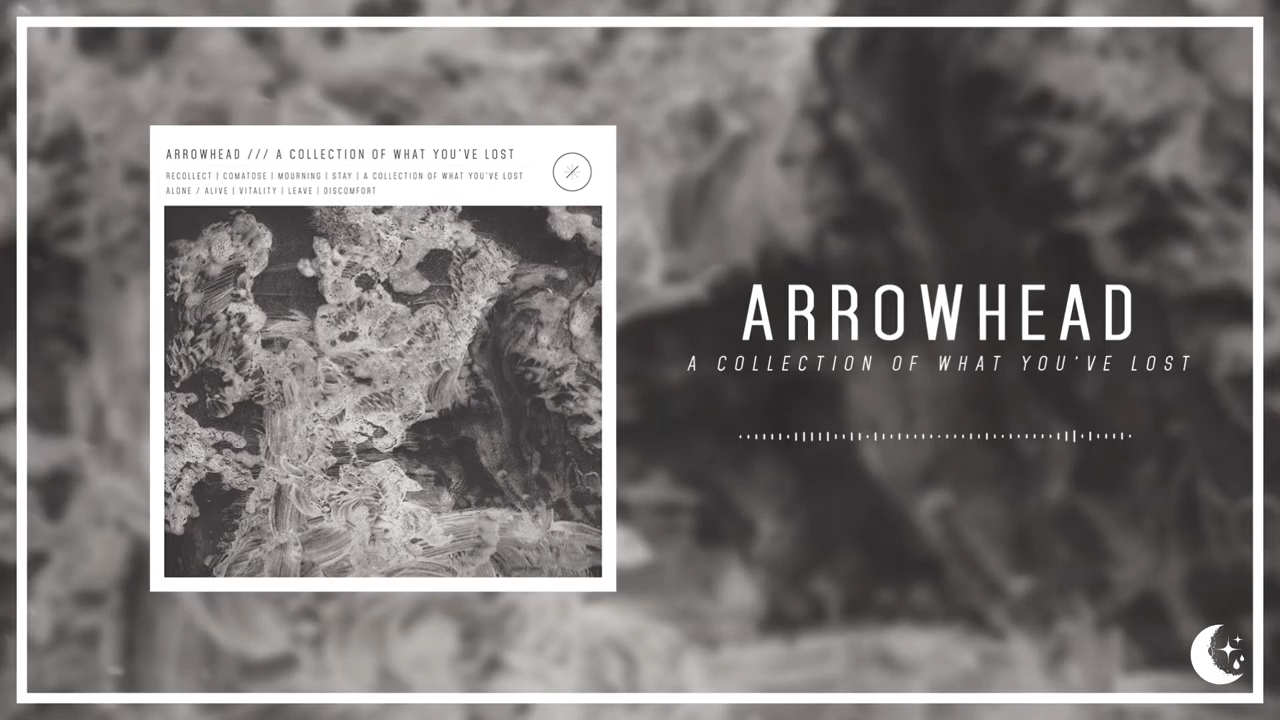 ARROWHEAD /// A COLLECTION OF WHAT YOU'VE LOST
RECOLLECT | COMATOSE | MOURNING | STAY | A COLLECTION OF WHAT YOU'VE LOST
ALONE / ALIVE | VITALITY | LEAVE | DISCOMFORT
ARROWHEAD
A COLLECTION OF WHAT YOU'VE LOST